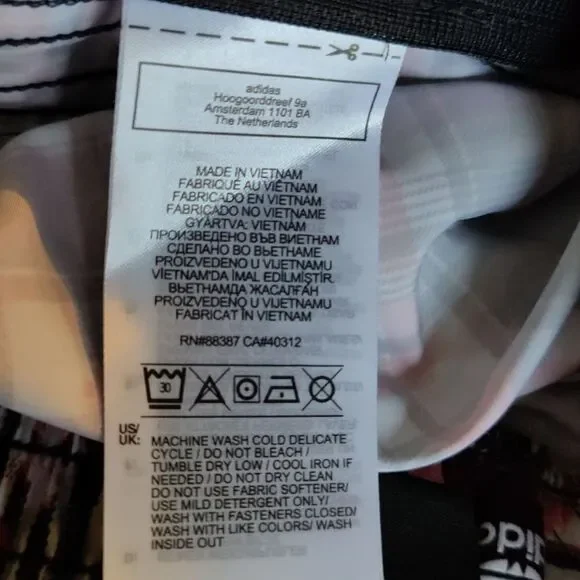 adidas
Hoogoorddreef 9a
Amsterdam 1101 BA
The Netherlands
MADE IN VIETNAM
FABRIQUÉ AU VIÊTNAM
FABRICADO EN VIETNAM
FABRICADO NO VIETNAME
GYÁRTVA: VIETNÁM
ПРОИЗВЕДЕНО ВЪВ ВИЕТНАМ
СДЕЛАНО ВО ВЬЕТНАМЕ
PROIZVEDENO U VIJETNAMU
VİETNAM'DA İMAL EDİLMİŞTİR.
ВЬЕТНАМДА ЖАСАЛҒАН
PROIZVEDENO U VIJETNAMU
FABRICAT ÎN VIETNAM
RN#88387 CA#40312
30
US/
UK: MACHINE WASH COLD DELICATE
CYCLE / DO NOT BLEACH /
TUMBLE DRY LOW / COOL IRON IF
NEEDED / DO NOT DRY CLEAN
DO NOT USE FABRIC SOFTENER/
USE MILD DETERGENT ONLY/
WASH WITH FASTENERS CLOSED/
WASH WITH LIKE COLORS/ WASH
INSIDE OUT